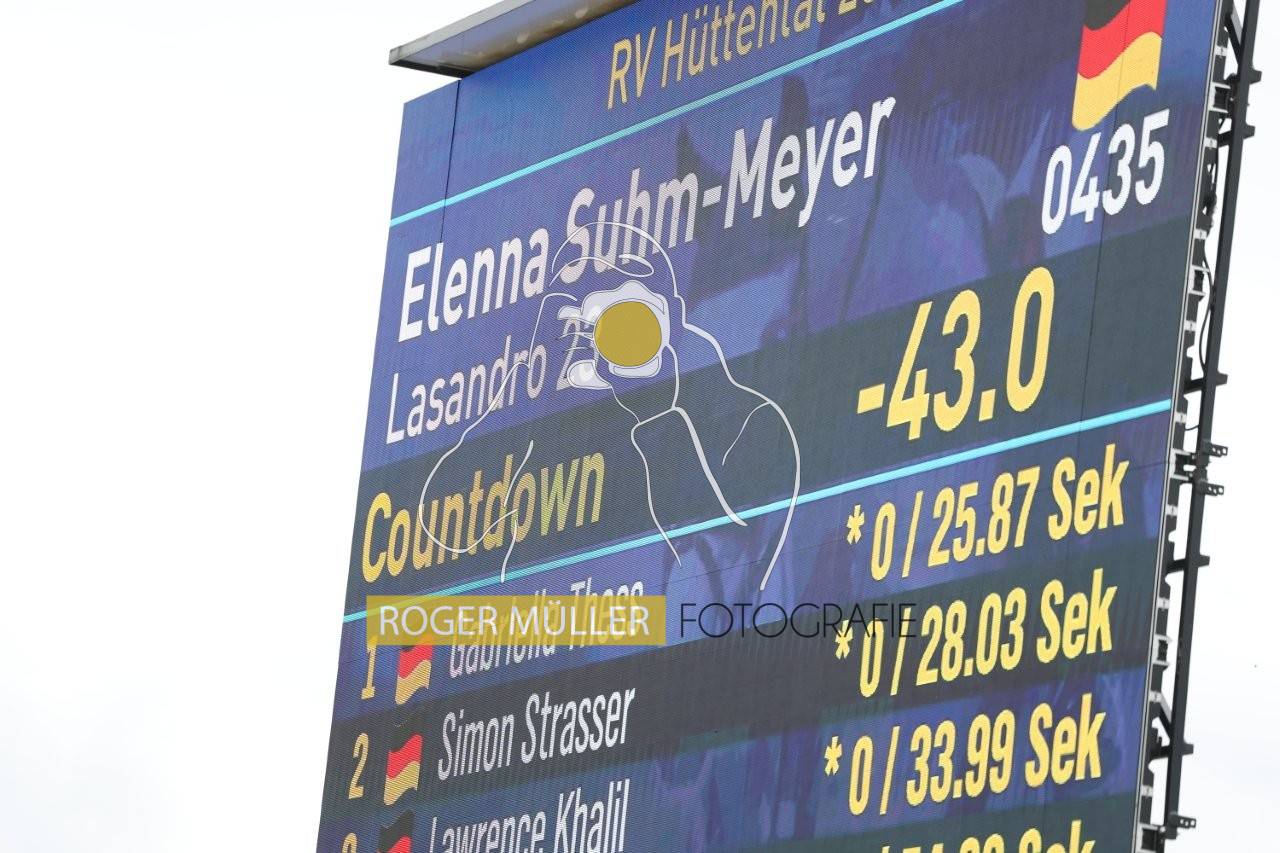 RV Hüttental
Elenna Suhm-Meyer
0435
Lasandro
-43.0
Countdown
* 0 / 25.87 Sek
ROGER MÜLLER FOTOGRAFIE
1 Gabriella
* 0 / 28.03 Sek
2 Simon Strasser
* 0 / 33.99 Sek
Lawrence Khalil